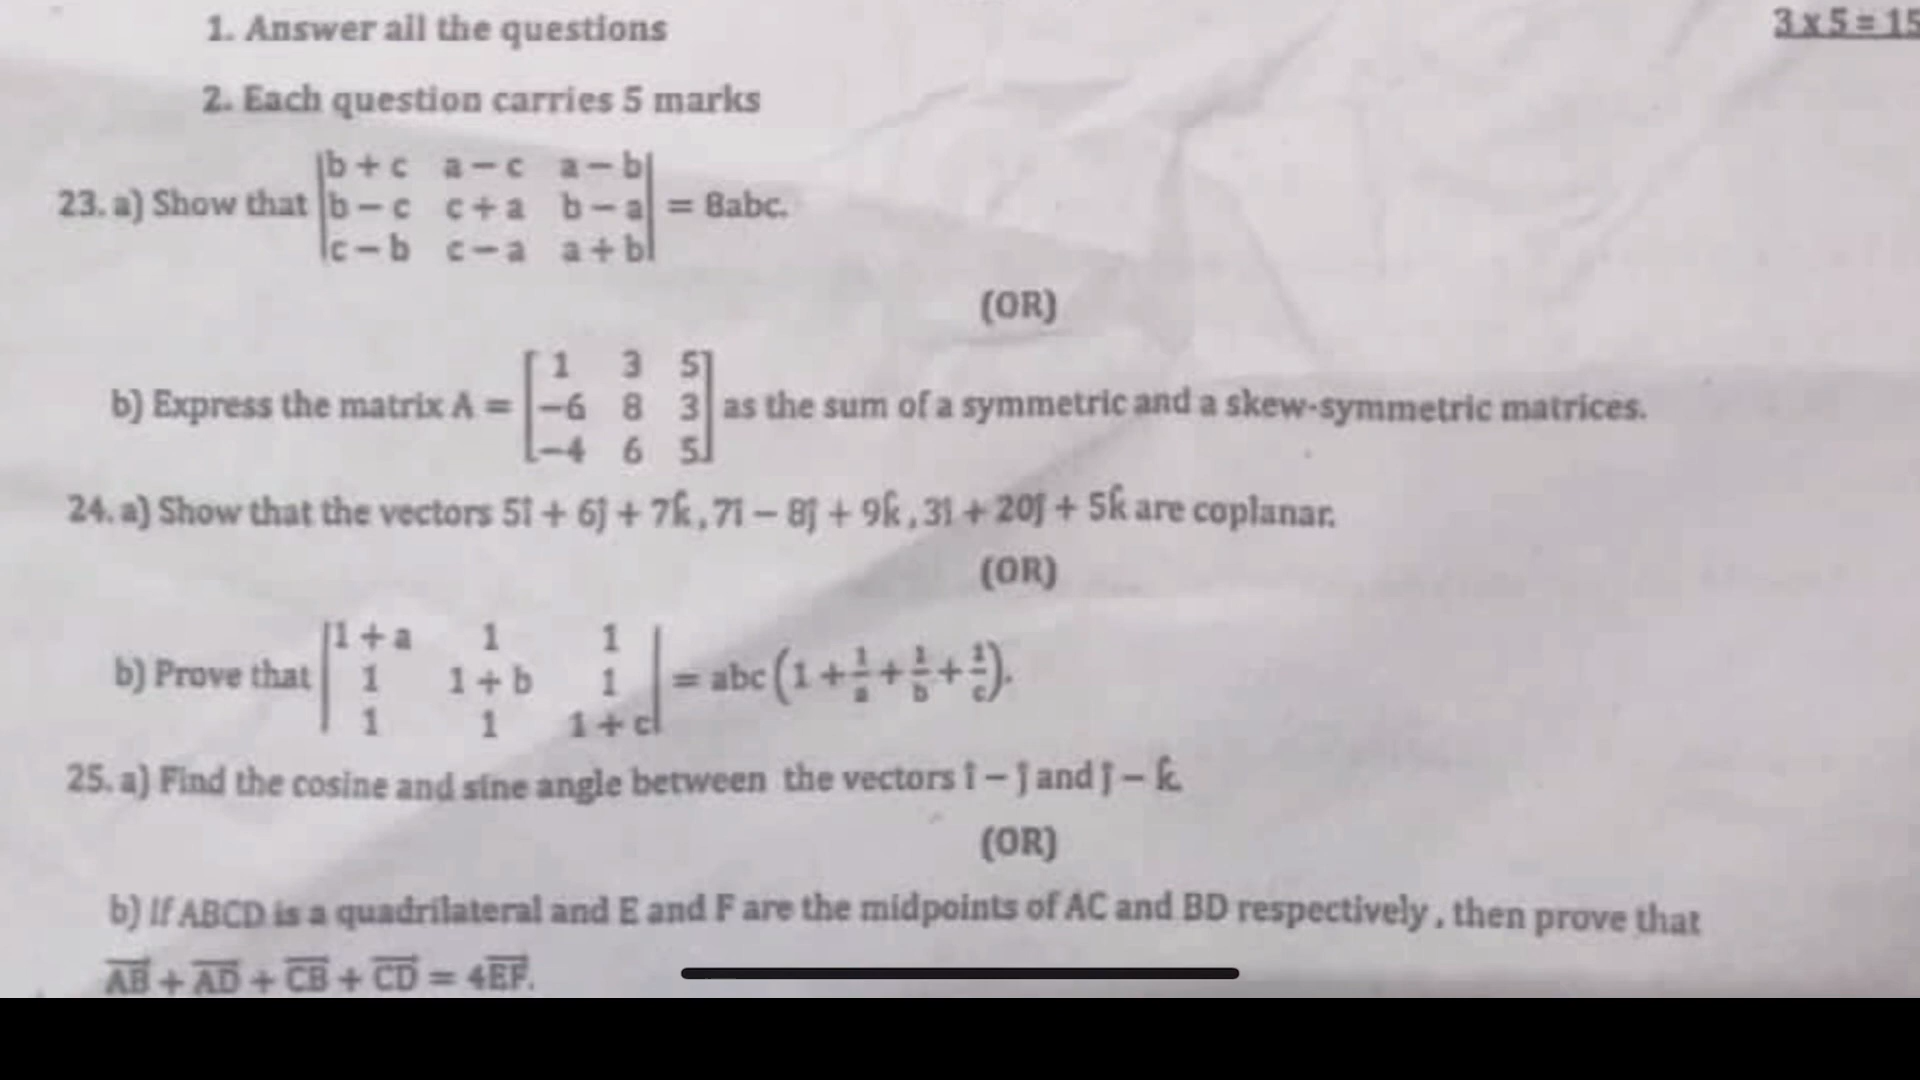 1. Answer all the questions
3 x 5 = 15
2. Each question carries 5 marks
23. a) Show that |b + c a − c a − b|
|b − c c + a b − a| = 8abc.
|c − b c − a a + b|
(OR)
b) Express the matrix A = [1 3 5]
[−6 8 3] as the sum of a symmetric and a skew-symmetric matrices.
[−4 6 5]
24. a) Show that the vectors 5î + 6ĵ + 7k̂, 7î − 8ĵ + 9k̂, 3î + 20ĵ + 5k̂ are coplanar.
(OR)
b) Prove that |1 + a 1 1|
|1 1 + b 1| = abc (1 + 1/a + 1/b + 1/c).
|1 1 1 + c|
25. a) Find the cosine and sine angle between the vectors î − ĵ and ĵ − k̂.
(OR)
b) If ABCD is a quadrilateral and E and F are the midpoints of AC and BD respectively, then prove that
AB + AD + CB + CD = 4EF.